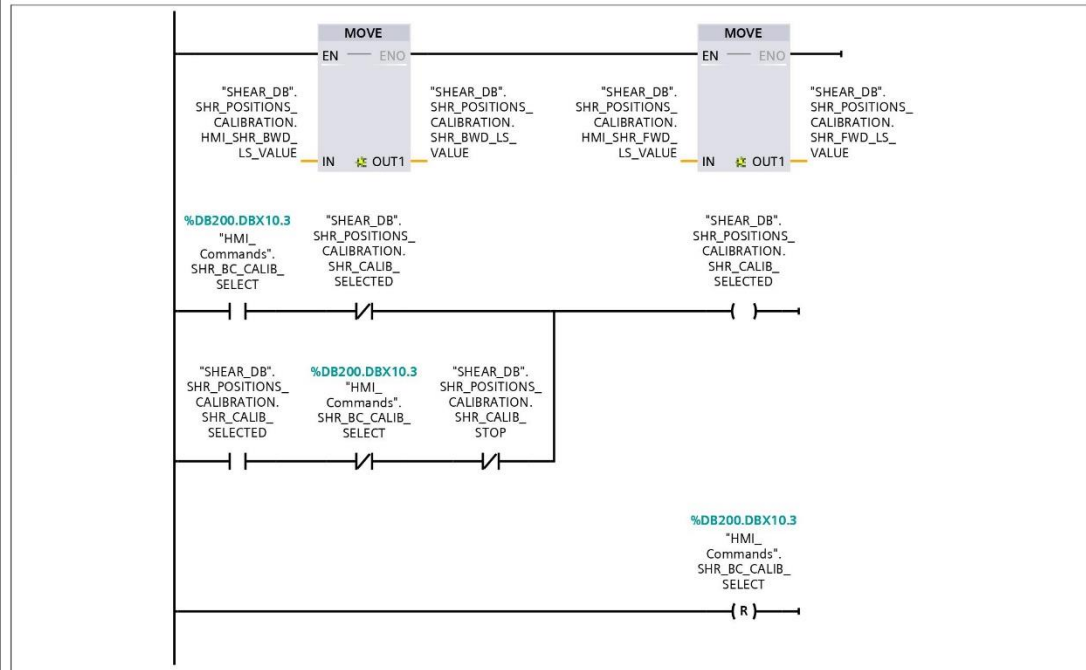 MOVE
EN
ENO
"SHEAR_DB".
SHR_POSITIONS_
CALIBRATION.
HMI_SHR_BWD_
LS_VALUE
IN
OUT1
"SHEAR_DB".
SHR_POSITIONS_
CALIBRATION.
SHR_BWD_LS_
VALUE
MOVE
EN
ENO
"SHEAR_DB".
SHR_POSITIONS_
CALIBRATION.
HMI_SHR_FWD_
LS_VALUE
IN
OUT1
"SHEAR_DB".
SHR_POSITIONS_
CALIBRATION.
SHR_FWD_LS_
VALUE
%DB200.DBX10.3
"HMI_
Commands".
SHR_BC_CALIB_
SELECT
"SHEAR_DB".
SHR_POSITIONS_
CALIBRATION.
SHR_CALIB_
SELECTED
"SHEAR_DB".
SHR_POSITIONS_
CALIBRATION.
SHR_CALIB_
SELECTED
"SHEAR_DB".
SHR_POSITIONS_
CALIBRATION.
SHR_CALIB_
SELECTED
%DB200.DBX10.3
"HMI_
Commands".
SHR_BC_CALIB_
SELECT
"SHEAR_DB".
SHR_POSITIONS_
CALIBRATION.
SHR_CALIB_
STOP
%DB200.DBX10.3
"HMI_
Commands".
SHR_BC_CALIB_
SELECT
R